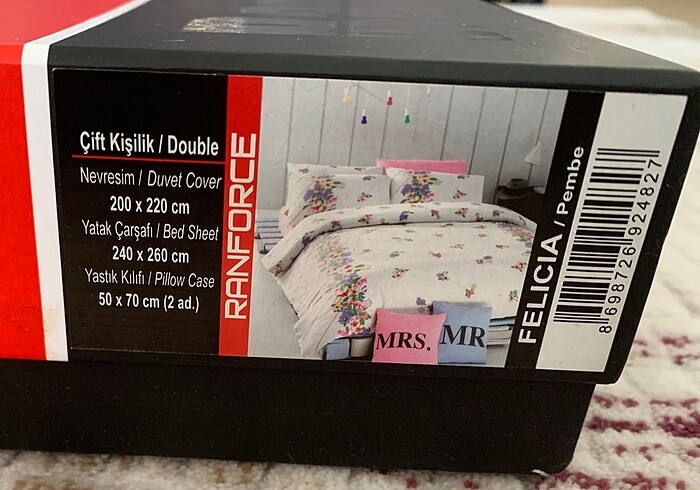 Çift Kişilik / Double
Nevresim / Duvet Cover
200 x 220 cm
Yatak Çarşafı / Bed Sheet
240 x 260 cm
Yastık Kılıfı / Pillow Case
50 x 70 cm (2 ad.)
RANFORCE
MRS.
MR
FELICIA / Pembe
8 698726 924827